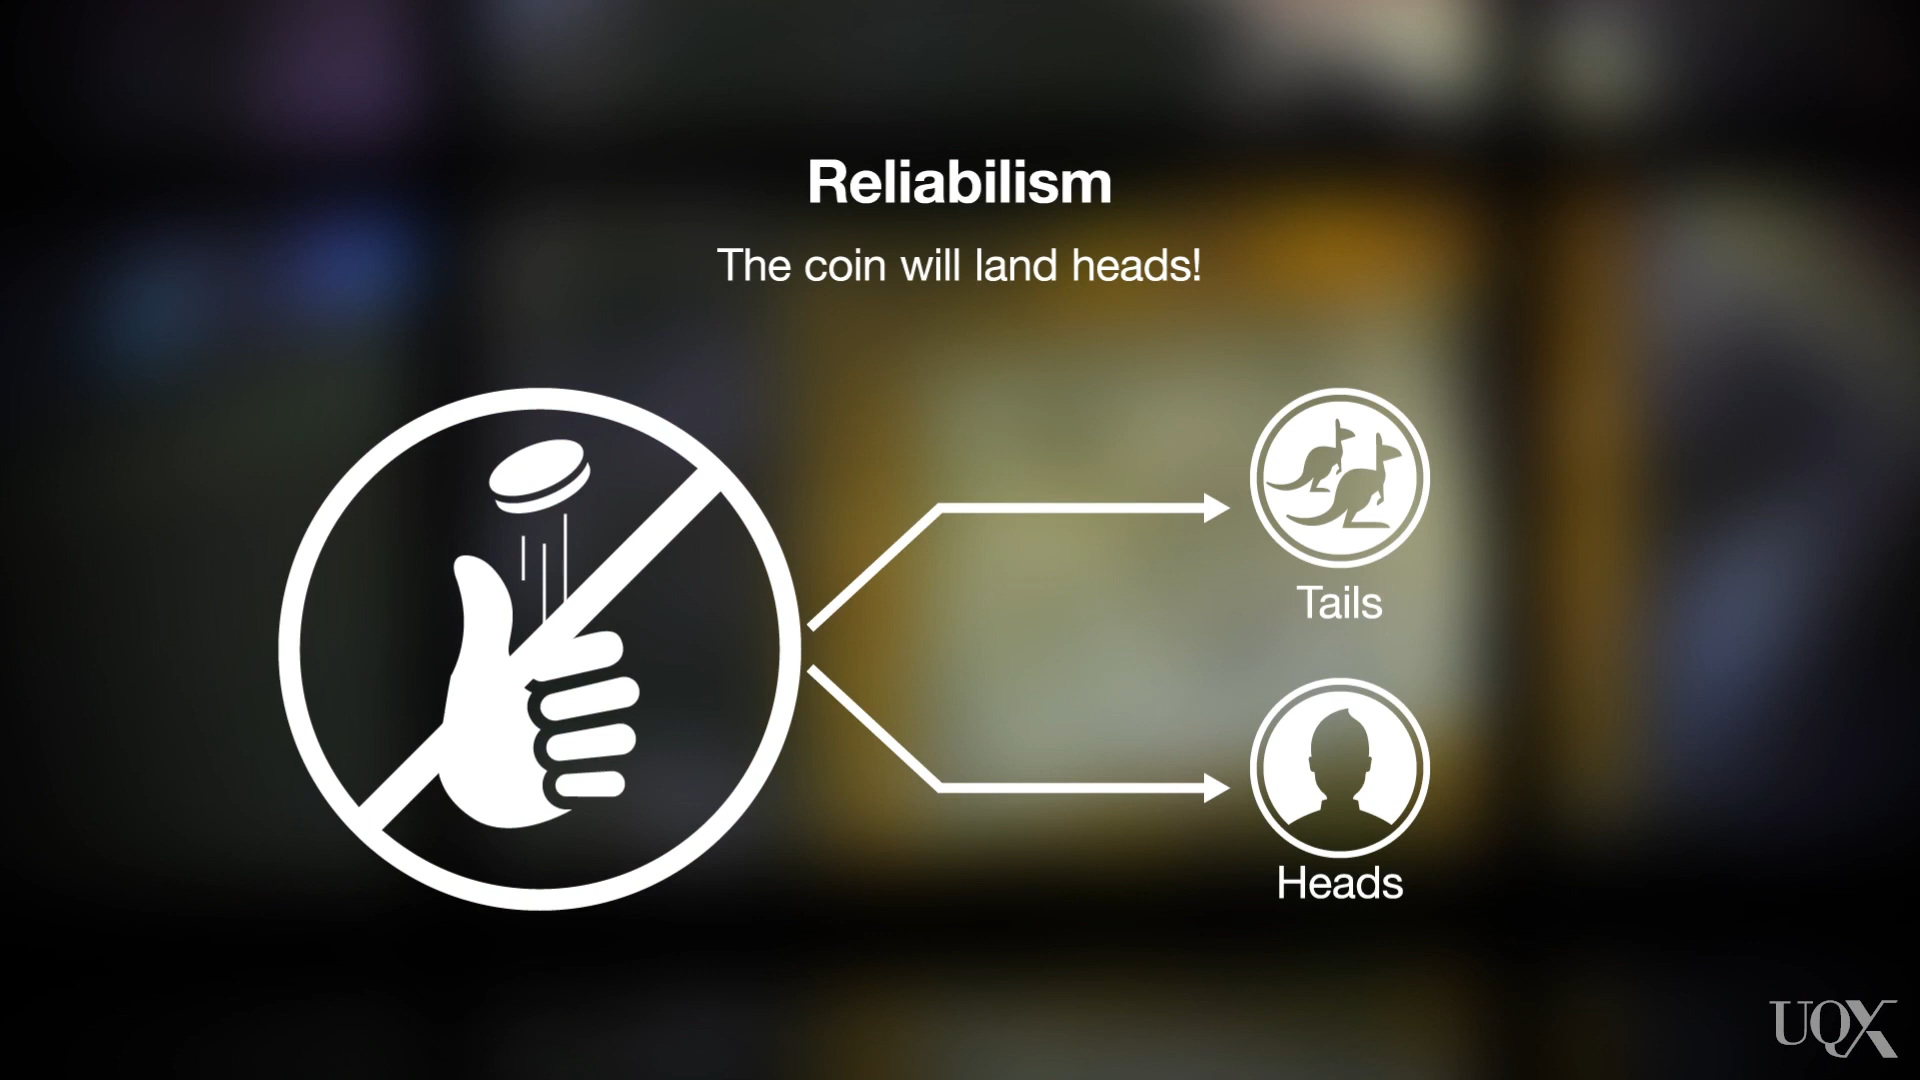 Reliabilism
The coin will land heads!
Tails
Heads
UQX